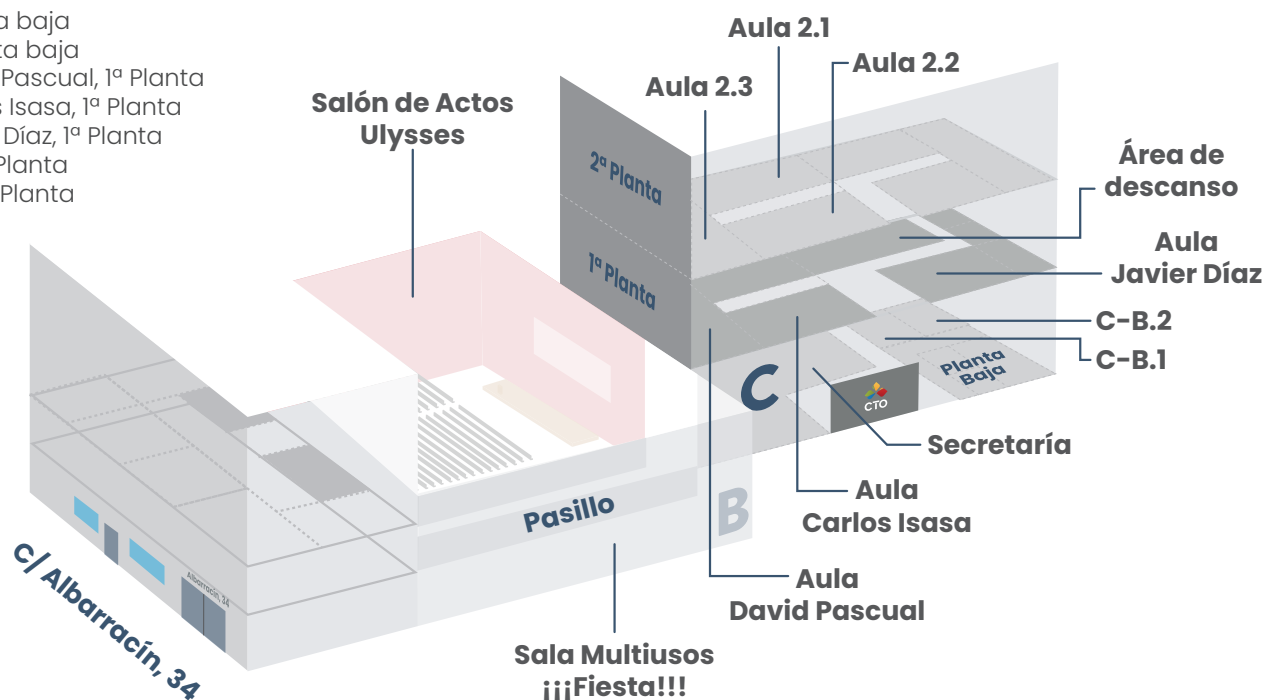 a baja
ta baja
Pascual, 1ª Planta
s Isasa, 1ª Planta
Díaz, 1ª Planta
Planta
Planta
Aula 2.1
Aula 2.2
Aula 2.3
Salón de Actos
Ulysses
2ª Planta
1ª Planta
Área de
descanso
Aula
Javier Díaz
C-B.2
C-B.1
Planta
Baja
C
CTO
Secretaría
Aula
Carlos Isasa
B
Pasillo
Aula
David Pascual
Albarracín, 34
C/ Albarracín, 34
Sala Multiusos
¡¡¡Fiesta!!!